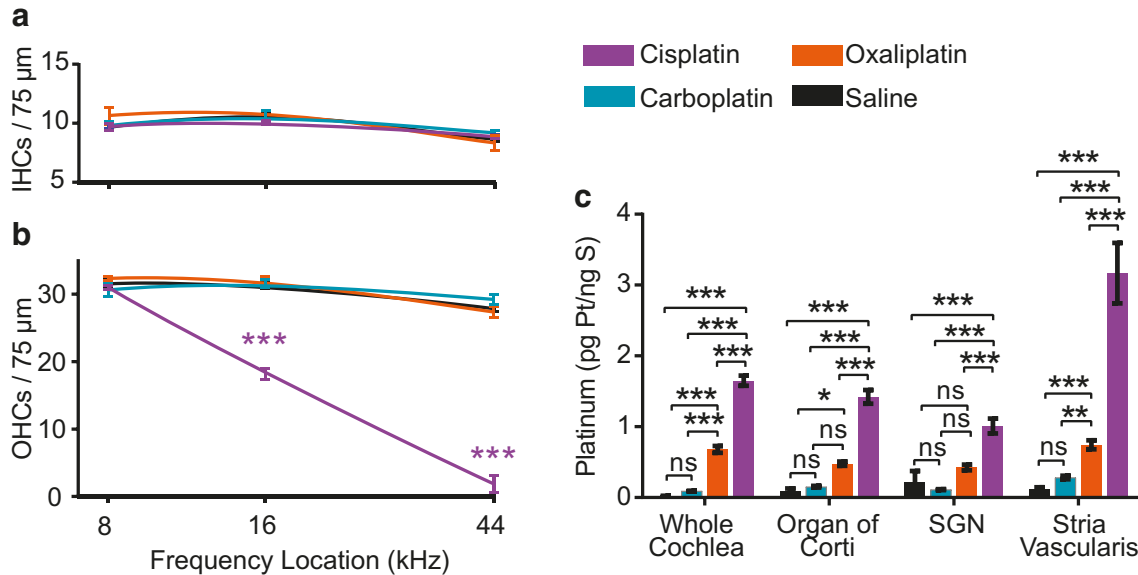 a
IHCs / 75 µm
15
10
5
b
OHCs / 75 µm
30
20
10
0
***
***
8
16
44
Frequency Location (kHz)
Cisplatin
Oxaliplatin
Carboplatin
Saline
c
Platinum (pg Pt/ng S)
4
3
2
1
0
***
***
***
***
***
ns
***
***
***
*
ns
ns
***
***
***
ns
ns
ns
***
***
***
***
**
ns
Whole
Cochlea
Organ of
Corti
SGN
Stria
Vascularis